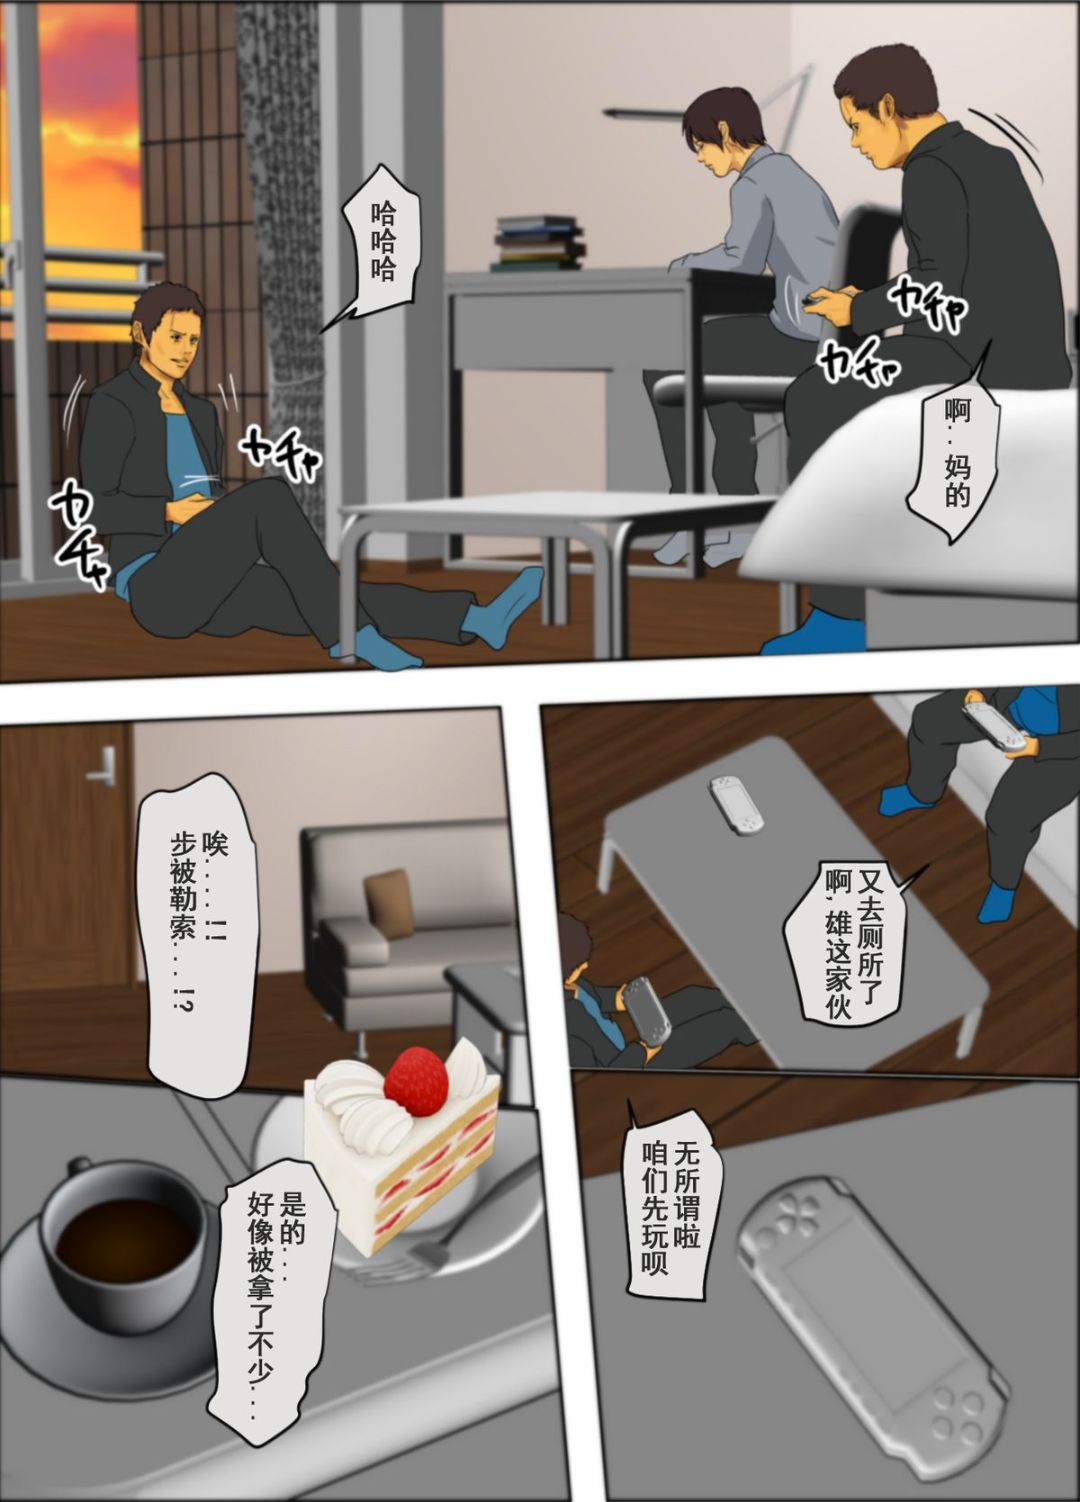 哈哈哈
カチャ
カチャ
啊...妈的
カチャ
カチャ
又去厕所了
啊,雄这家伙
无所谓啦
咱们先玩呗
唉....!!
步被勒索....!?
是的...
好像被拿了不少...